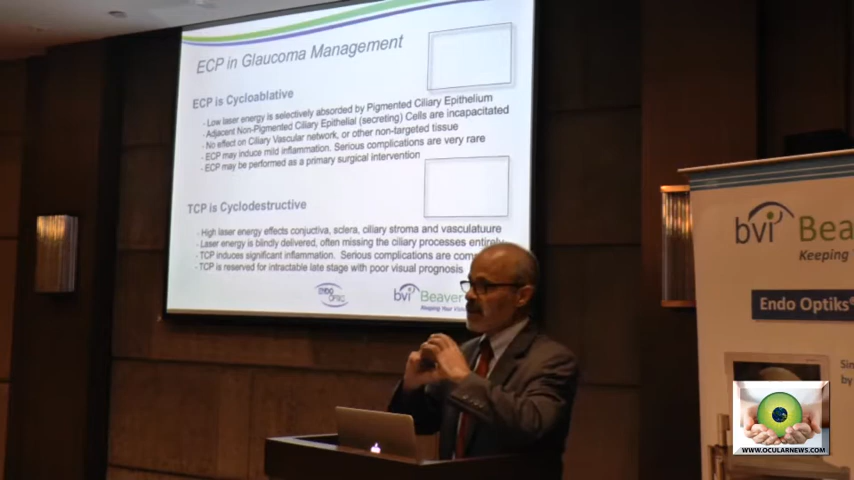 ECP in Glaucoma Management
ECP is Cycloablative
- Low laser energy is selectively absorbed by Pigmented Ciliary Epithelium
- Adjacent Non-Pigmented Ciliary Epithelial (secreting) Cells are incapacitated
- No effect on Ciliary Vascular network, or other non-targeted tissue
- ECP may induce mild inflammation. Serious complications are very rare
- ECP may be performed as a primary surgical intervention
TCP is Cyclodestructive
- High laser energy effects conjuctiva, sclera, ciliary stroma and vasculatuure
- Laser energy is blindly delivered, often missing the ciliary processes entirely
- TCP induces significant inflammation. Serious complications are
- TCP is reserved for intractable late stage with poor visual prognosis
ENDO
OPTIKS
bvi Beaver
Keeping Your
bvi Bea
Keeping
Endo Optiks®
by
WWW.OCULARNEWS.COM